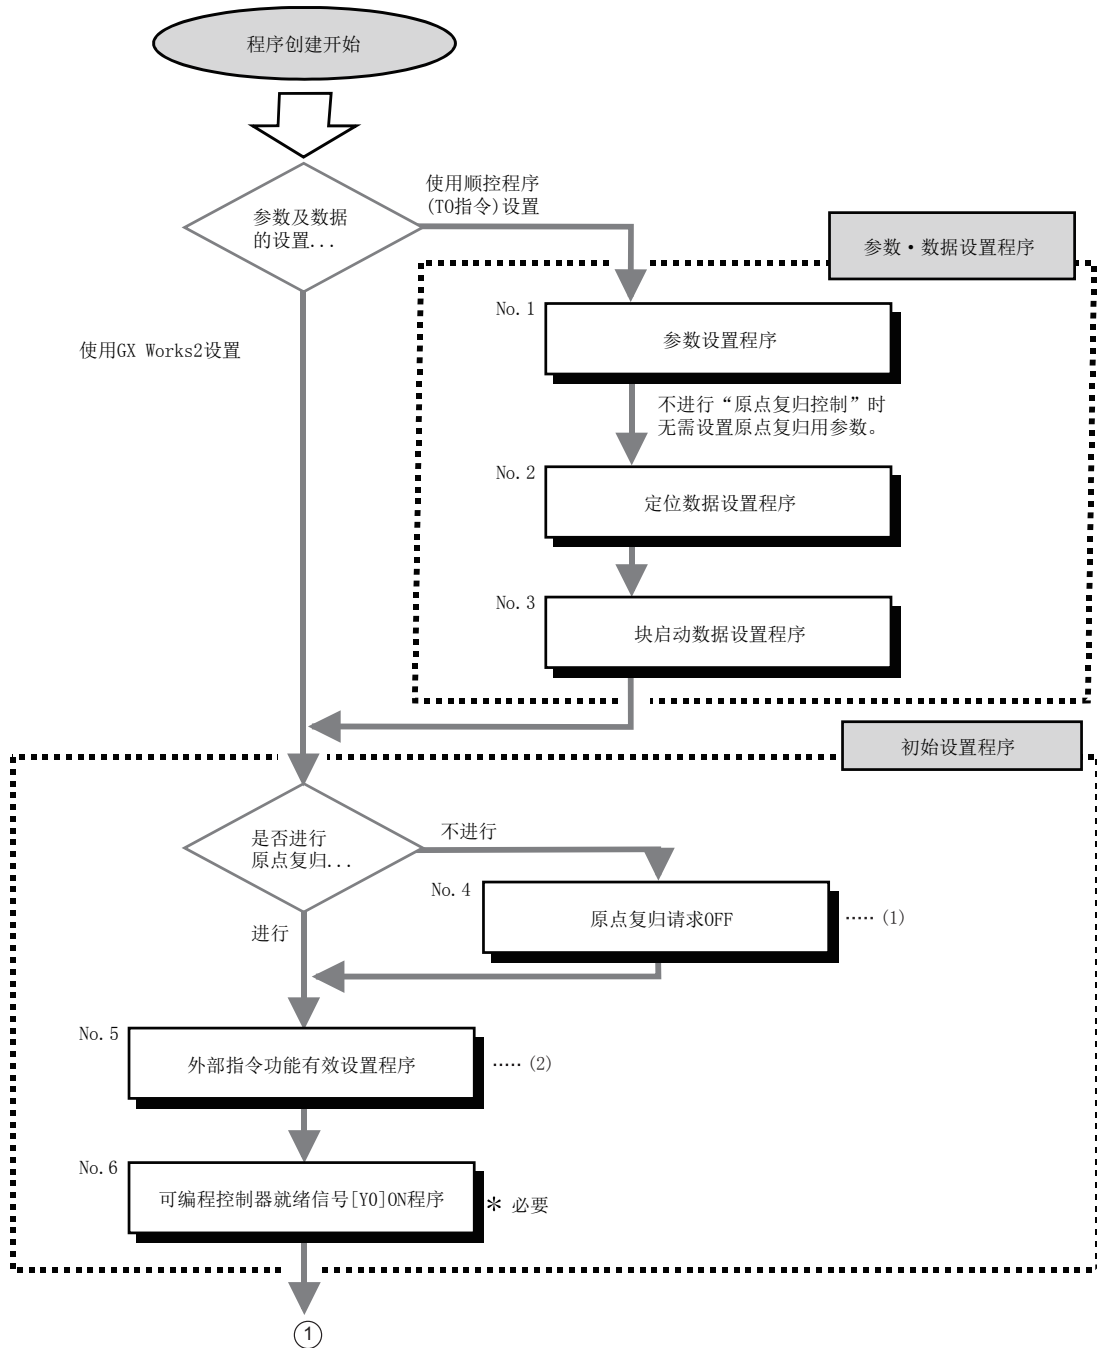 程序创建开始
参数及数据
的设置...
使用顺控程序
(TO指令)设置
参数·数据设置程序
使用GX Works2设置
No.1
参数设置程序
不进行“原点复归控制”时
无需设置原点复归用参数。
No.2
定位数据设置程序
No.3
块启动数据设置程序
初始设置程序
是否进行
原点复归...
不进行
No.4
原点复归请求OFF
..... (1)
进行
No.5
外部指令功能有效设置程序
..... (2)
No.6
可编程控制器就绪信号[Y0]ON程序
* 必要
①